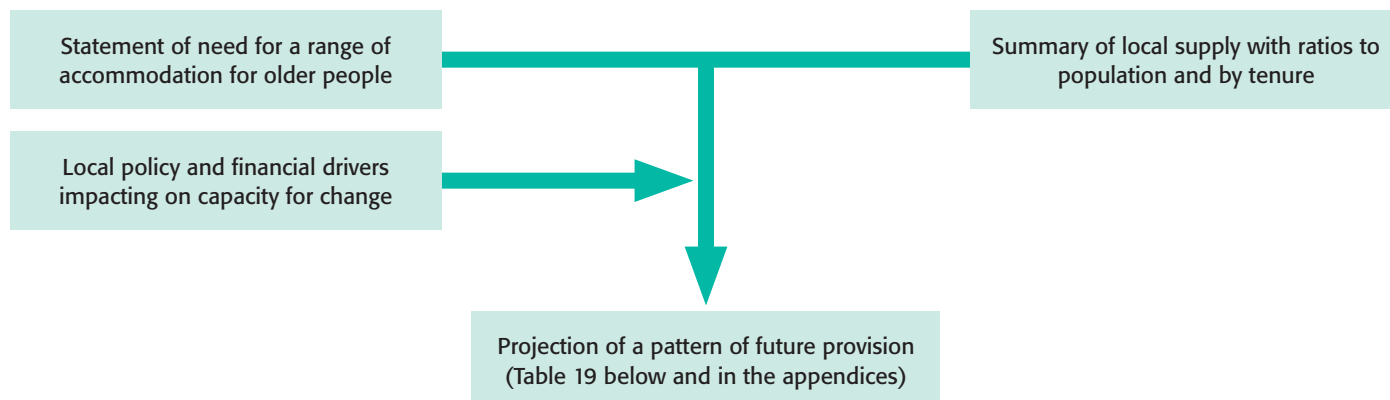 Statement of need for a range of
accommodation for older people
Summary of local supply with ratios to
population and by tenure
Local policy and financial drivers
impacting on capacity for change
Projection of a pattern of future provision
(Table 19 below and in the appendices)